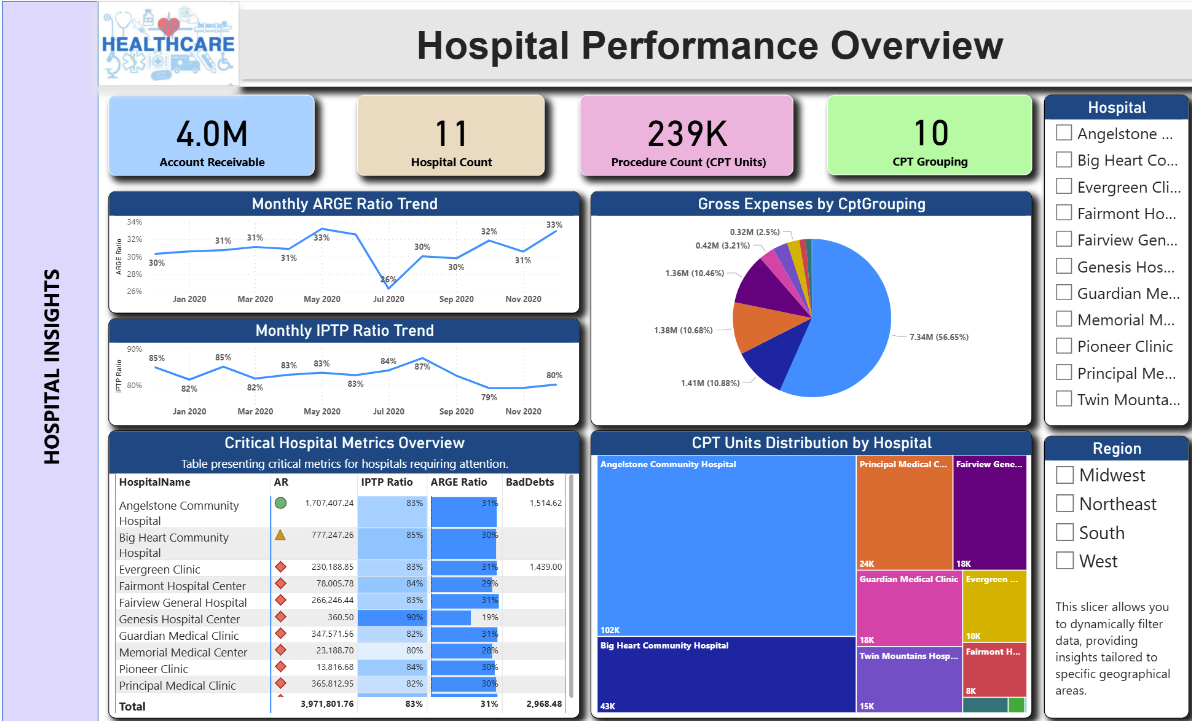 HEALTHCARE
Hospital Performance Overview
HOSPITAL INSIGHTS
4.0M
Account Receivable
11
Hospital Count
239K
Procedure Count (CPT Units)
10
CPT Grouping
Hospital
Angelstone ...
Big Heart Co...
Evergreen Cli...
Fairmont Ho...
Fairview Gen...
Genesis Hos...
Guardian Me...
Memorial M...
Pioneer Clinic
Principal Me...
Twin Mounta...
Monthly ARGE Ratio Trend
ARGE Ratio
34%
32%
30%
28%
26%
30%
31%
31%
31%
33%
26%
30%
30%
32%
31%
33%
Jan 2020 Mar 2020 May 2020 Jul 2020 Sep 2020 Nov 2020
Monthly IPTP Ratio Trend
IPTP Ratio
90%
80%
85%
82%
85%
82%
83%
83%
83%
84%
87%
79%
80%
Jan 2020 Mar 2020 May 2020 Jul 2020 Sep 2020 Nov 2020
Gross Expenses by CptGrouping
0.32M (2.5%)
0.42M (3.21%)
1.36M (10.46%)
1.38M (10.68%)
1.41M (10.88%)
7.34M (56.65%)
Critical Hospital Metrics Overview
Table presenting critical metrics for hospitals requiring attention.
HospitalName AR IPTP Ratio ARGE Ratio BadDebts
Angelstone Community 1,707,407.24 83% 31% 1,514.62
Hospital
Big Heart Community 777,247.26 85% 30%
Hospital
Evergreen Clinic 230,188.85 83% 31% 1,439.00
Fairmont Hospital Center 78,005.78 84% 29%
Fairview General Hospital 266,246.44 83% 31%
Genesis Hospital Center 360.50 90% 19%
Guardian Medical Clinic 347,571.56 82% 31%
Memorial Medical Center 23,188.70 80% 28%
Pioneer Clinic 13,816.68 84% 30%
Principal Medical Clinic 365,812.95 82% 30%
Total 3,971,801.76 83% 31% 2,968.48
CPT Units Distribution by Hospital
Angelstone Community Hospital
102K
Big Heart Community Hospital
43K
Principal Medical C...
24K
Fairview Gene...
18K
Guardian Medical Clinic
18K
Evergreen ...
10K
Twin Mountains Hosp...
15K
Fairmont H...
8K
Region
Midwest
Northeast
South
West
This slicer allows you
to dynamically filter
data, providing
insights tailored to
specific geographical
areas.